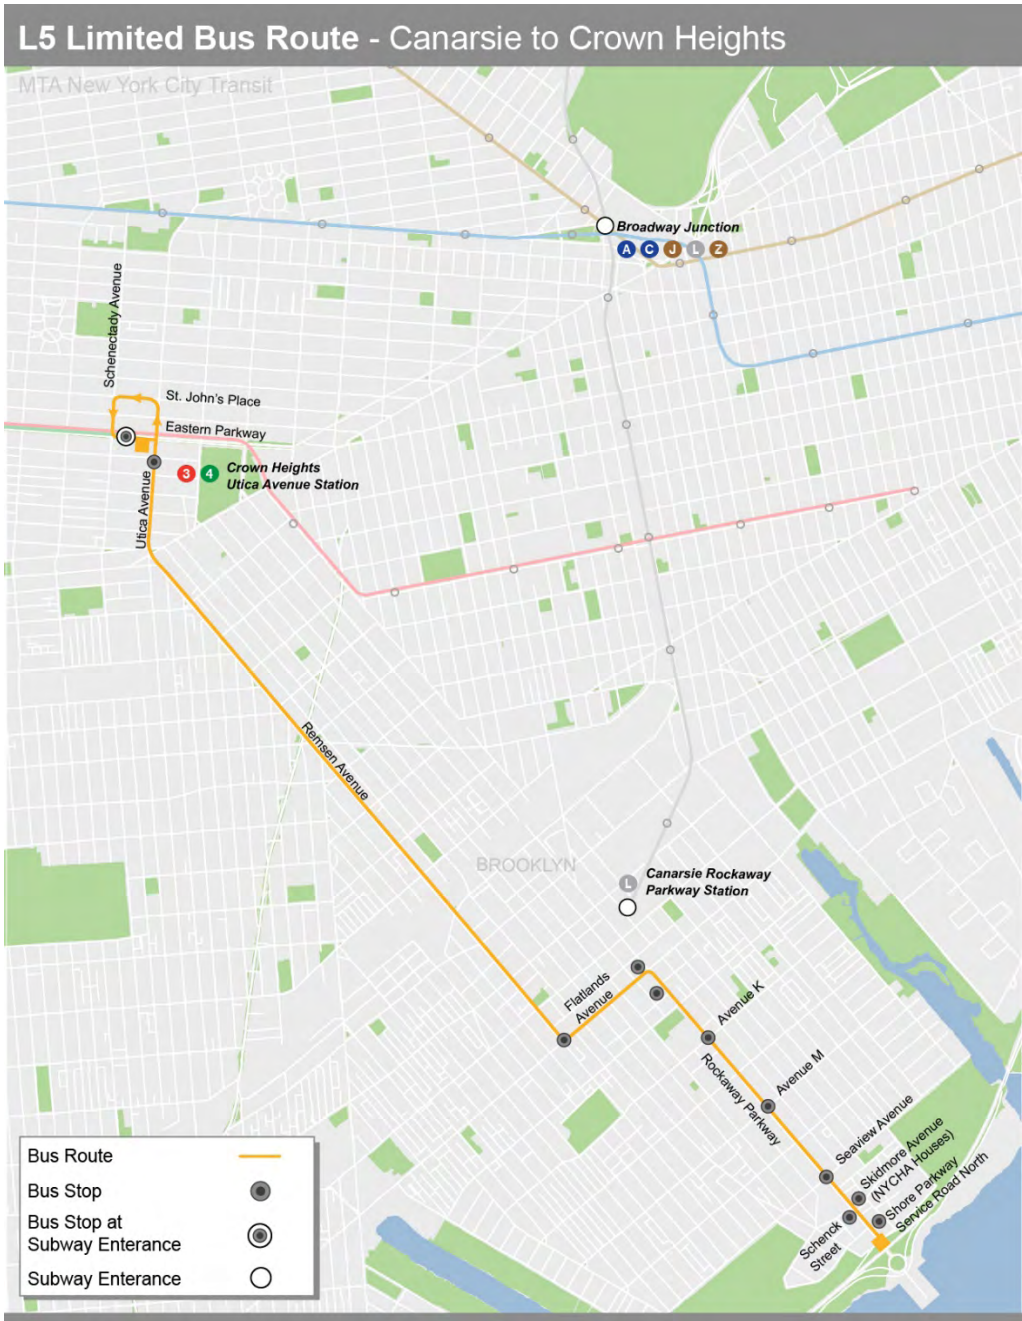 L5 Limited Bus Route - Canarsie to Crown Heights
MTA New York City Transit
Broadway Junction
A C J L Z
Schenectady Avenue
St. John's Place
Eastern Parkway
3 4 Crown Heights
Utica Avenue Station
Utica Avenue
Remsen Avenue
BROOKLYN
L Canarsie Rockaway
Parkway Station
Flatlands
Avenue
Avenue K
Rockaway Parkway
Avenue M
Seaview Avenue
Skidmore Avenue
(NYCHA Houses)
Shore Parkway
Service Road North
Schenck
Street
Bus Route
Bus Stop
Bus Stop at
Subway Enterance
Subway Enterance